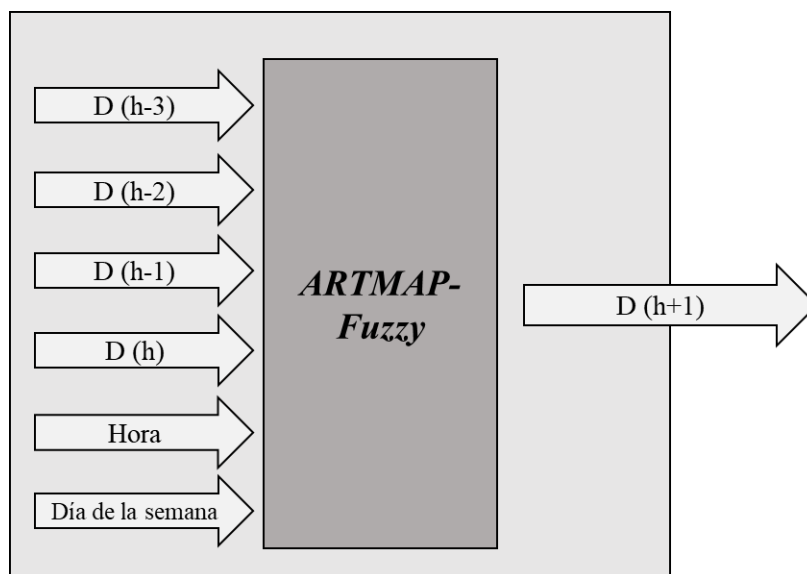 D (h-3)
D (h-2)
D (h-1)
D (h)
Hora
Día de la semana
ARTMAP-
Fuzzy
D (h+1)